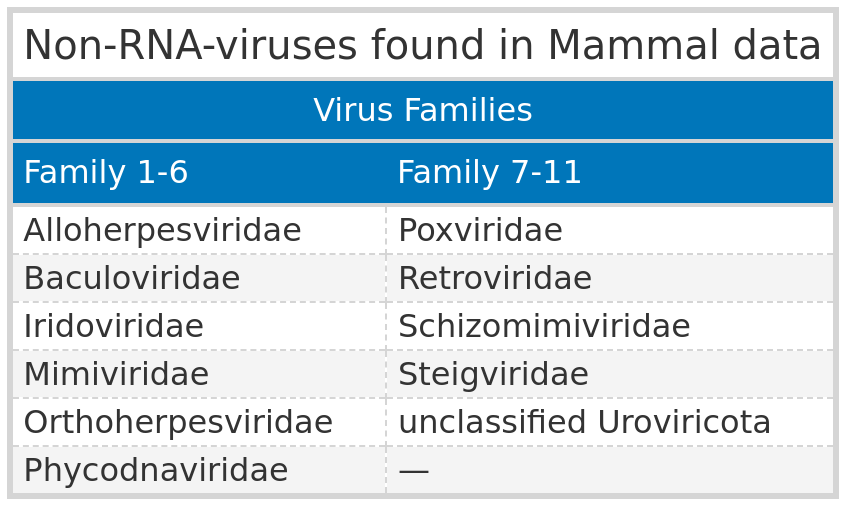 Non-RNA-viruses found in Mammal data
Virus Families
Family 1-6 Family 7-11
Alloherpesviridae Poxviridae
Baculoviridae Retroviridae
Iridoviridae Schizomimiviridae
Mimiviridae Steigviridae
Orthoherpesviridae unclassified Uroviricota
Phycodnaviridae —